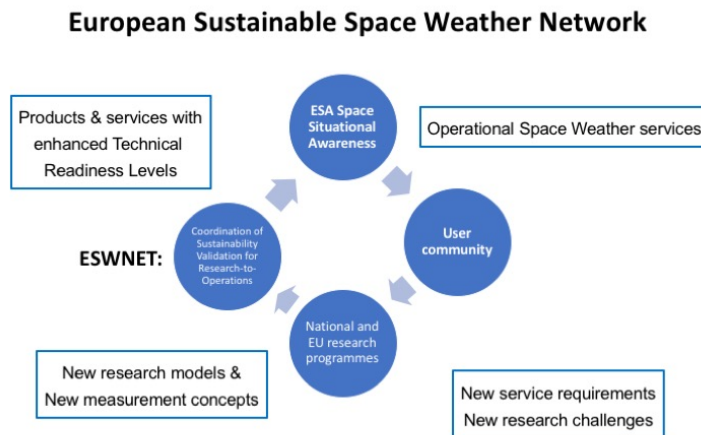 European Sustainable Space Weather Network
Products & services with
enhanced Technical
Readiness Levels
ESA Space
Situational
Awareness
Operational Space Weather services
ESWNET:
Coordination of
Sustainability
Validation for
Research-to-
Operations
User
community
National and
EU research
programmes
New research models &
New measurement concepts
New service requirements
New research challenges